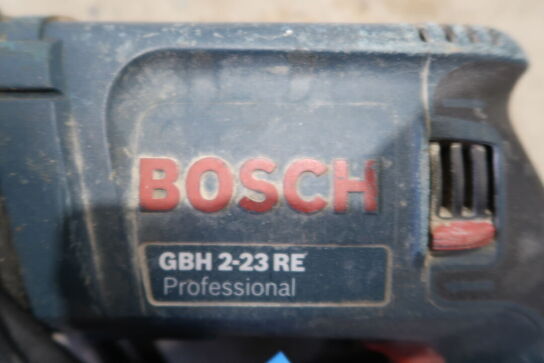 BOSCH
GBH 2-23 RE
Professional